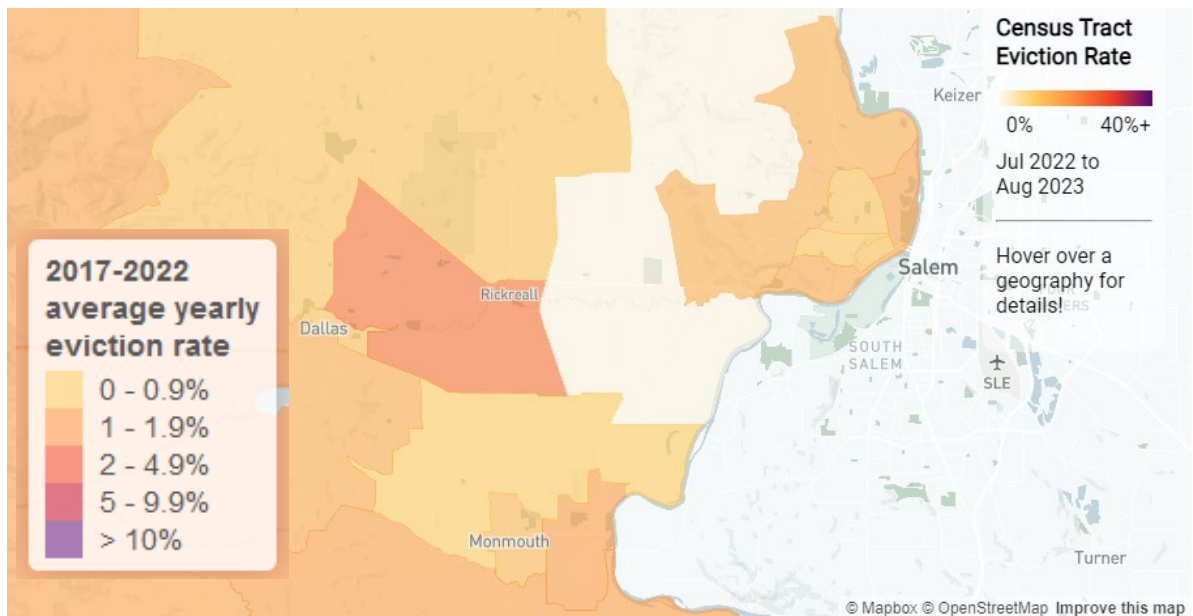 Census Tract
Eviction Rate
0% 40%+
Jul 2022 to
Aug 2023
Hover over a
geography for
details!
Keizer
Salem
SOUTH
SALEM
SLE
Turner
Rickreall
Dallas
Monmouth
2017-2022
average yearly
eviction rate
0 - 0.9%
1 - 1.9%
2 - 4.9%
5 - 9.9%
> 10%
© Mapbox © OpenStreetMap Improve this map